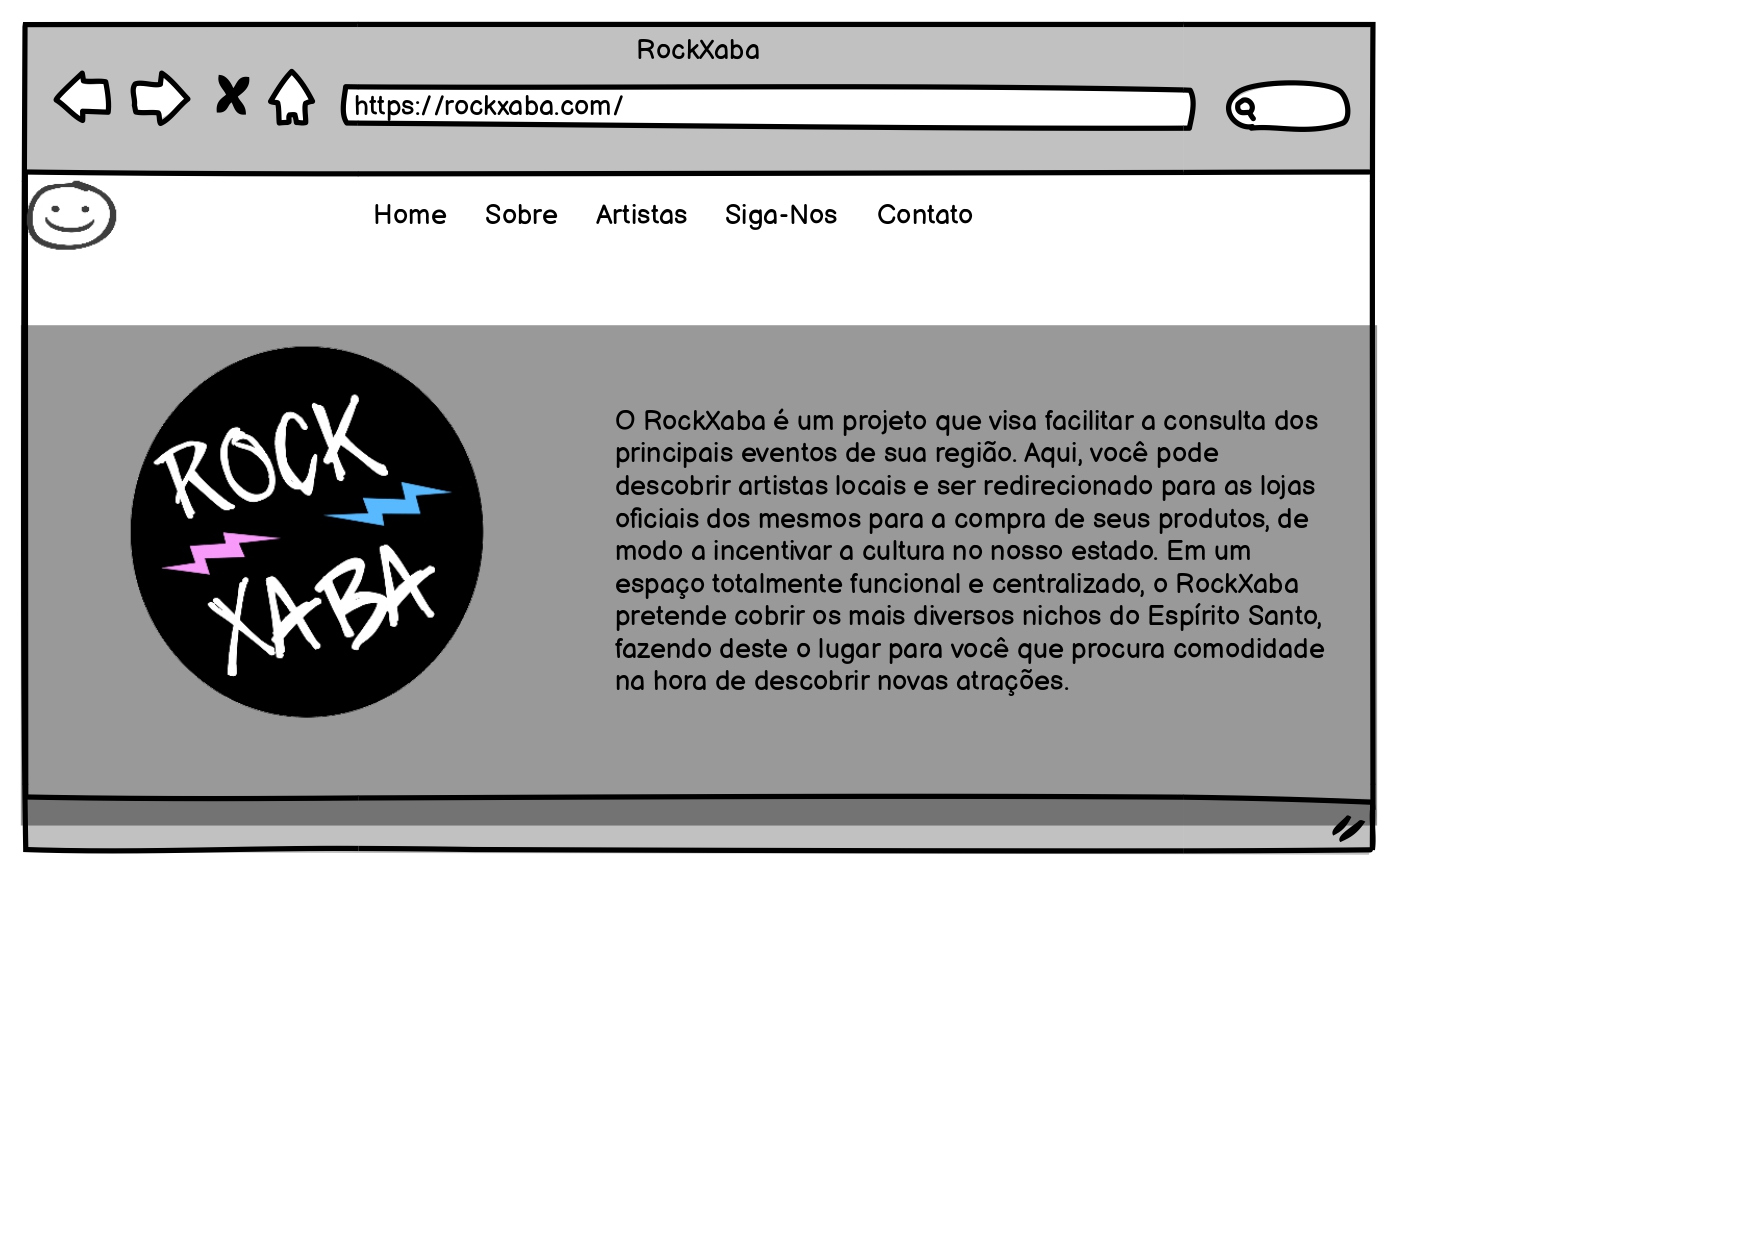 RockXaba
https://rockxaba.com/
Home Sobre Artistas Siga-Nos Contato
ROCK
XABA
O RockXaba é um projeto que visa facilitar a consulta dos
principais eventos de sua região. Aqui, você pode
descobrir artistas locais e ser redirecionado para as lojas
oficiais dos mesmos para a compra de seus produtos, de
modo a incentivar a cultura no nosso estado. Em um
espaço totalmente funcional e centralizado, o RockXaba
pretende cobrir os mais diversos nichos do Espírito Santo,
fazendo deste o lugar para você que procura comodidade
na hora de descobrir novas atrações.